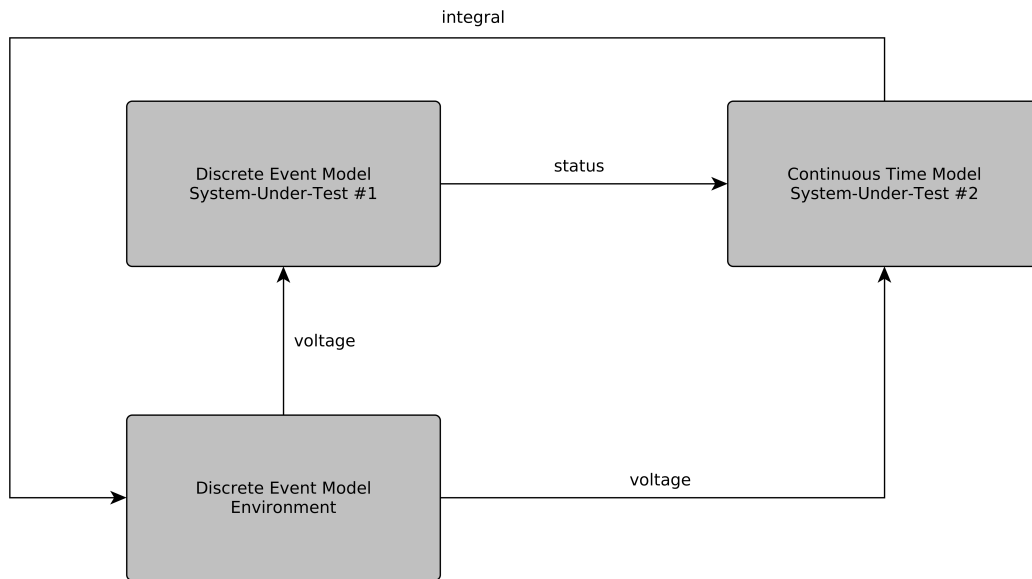 integral
Discrete Event Model
System-Under-Test #1
status
Continuous Time Model
System-Under-Test #2
voltage
Discrete Event Model
Environment
voltage